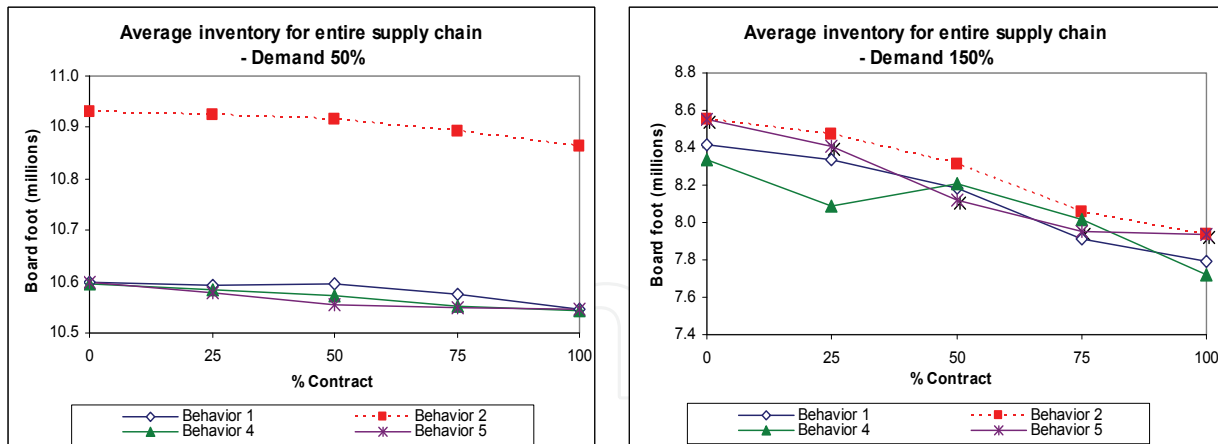 Average inventory for entire supply chain
- Demand 50%
11.0
10.9
10.8
10.7
10.6
10.5
Board foot (millions)
0 25 50 75 100
% Contract
Behavior 1 Behavior 2
Behavior 4 Behavior 5
Average inventory for entire supply chain
- Demand 150%
8.8
8.6
8.4
8.2
8.0
7.8
7.6
7.4
Board foot (millions)
0 25 50 75 100
% Contract
Behavior 1 Behavior 2
Behavior 4 Behavior 5